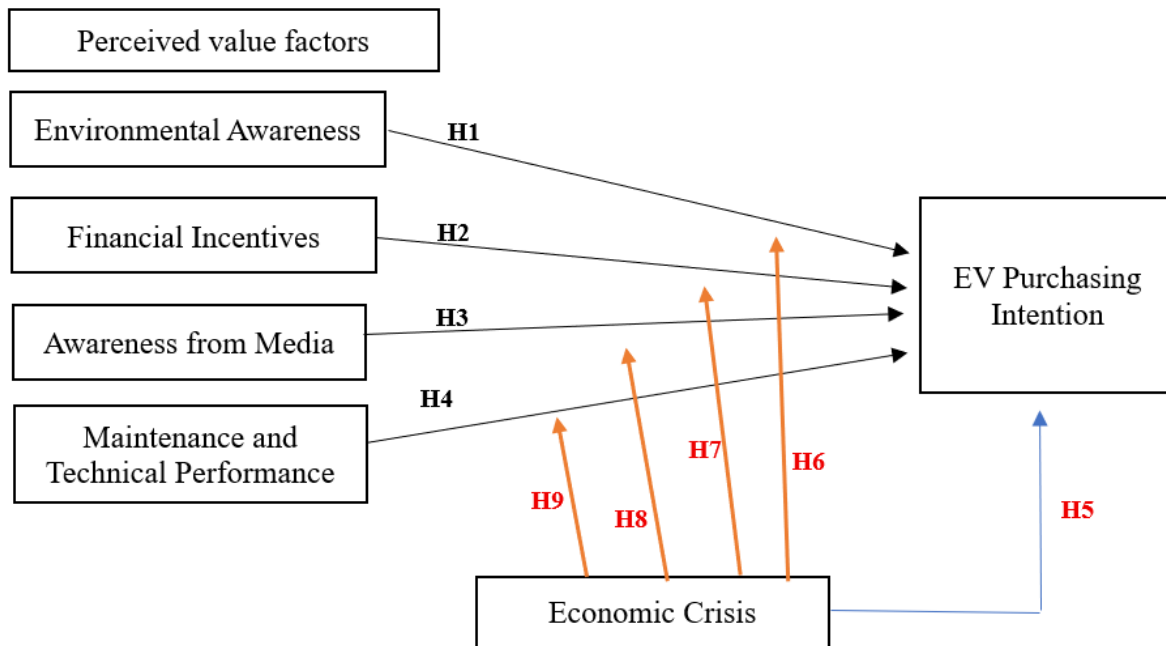 Perceived value factors
Environmental Awareness
H1
Financial Incentives
H2
EV Purchasing
Intention
Awareness from Media
H3
Maintenance and
Technical Performance
H4
H7
H6
H9
H8
H5
Economic Crisis